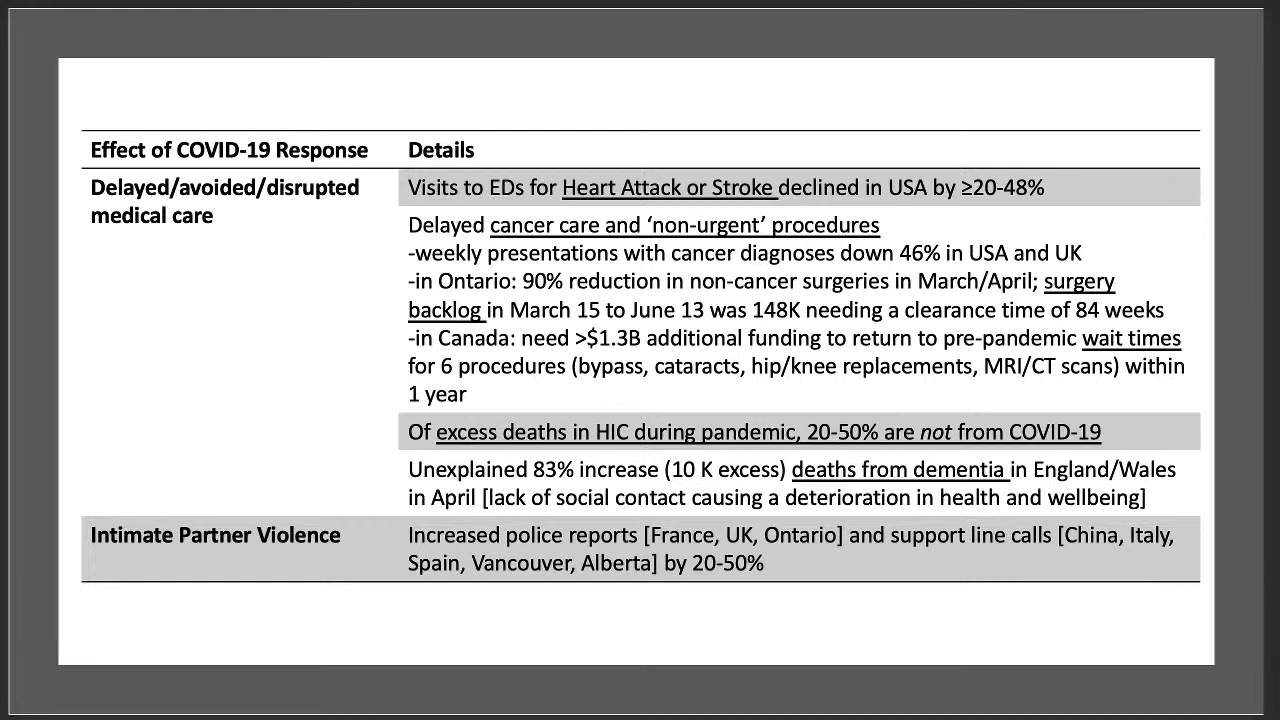 Effect of COVID-19 Response Details
Delayed/avoided/disrupted
medical care
Visits to EDs for Heart Attack or Stroke declined in USA by ≥20-48%
Delayed cancer care and ‘non-urgent’ procedures
-weekly presentations with cancer diagnoses down 46% in USA and UK
-in Ontario: 90% reduction in non-cancer surgeries in March/April; surgery
backlog in March 15 to June 13 was 148K needing a clearance time of 84 weeks
-in Canada: need >$1.3B additional funding to return to pre-pandemic wait times
for 6 procedures (bypass, cataracts, hip/knee replacements, MRI/CT scans) within
1 year
Of excess deaths in HIC during pandemic, 20-50% are not from COVID-19
Unexplained 83% increase (10 K excess) deaths from dementia in England/Wales
in April [lack of social contact causing a deterioration in health and wellbeing]
Intimate Partner Violence
Increased police reports [France, UK, Ontario] and support line calls [China, Italy,
Spain, Vancouver, Alberta] by 20-50%